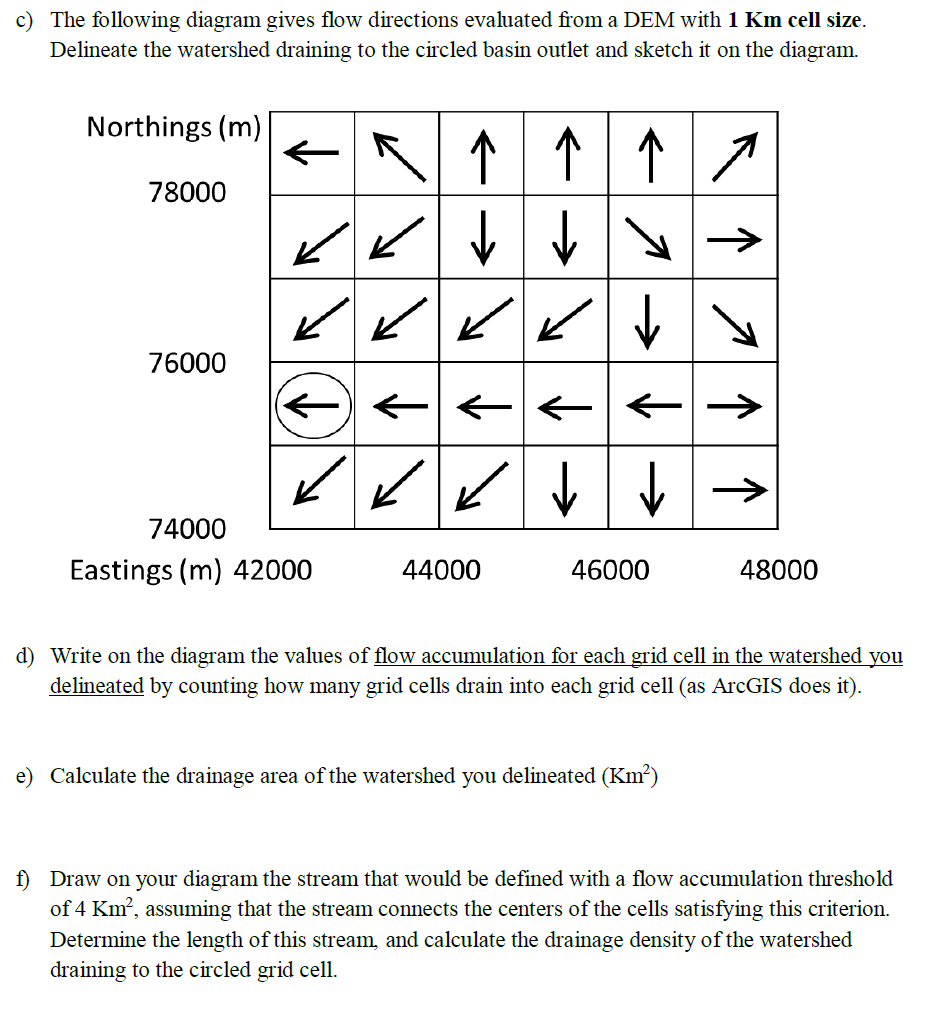 c) The following diagram gives flow directions evaluated from a DEM with 1 Km cell size.
Delineate the watershed draining to the circled basin outlet and sketch it on the diagram.
Northings (m)
78000
76000
74000
Eastings (m) 42000 44000 46000 48000
d) Write on the diagram the values of flow accumulation for each grid cell in the watershed you
delineated by counting how many grid cells drain into each grid cell (as ArcGIS does it).
e) Calculate the drainage area of the watershed you delineated (Km²)
f) Draw on your diagram the stream that would be defined with a flow accumulation threshold
of 4 Km², assuming that the stream connects the centers of the cells satisfying this criterion.
Determine the length of this stream, and calculate the drainage density of the watershed
draining to the circled grid cell.